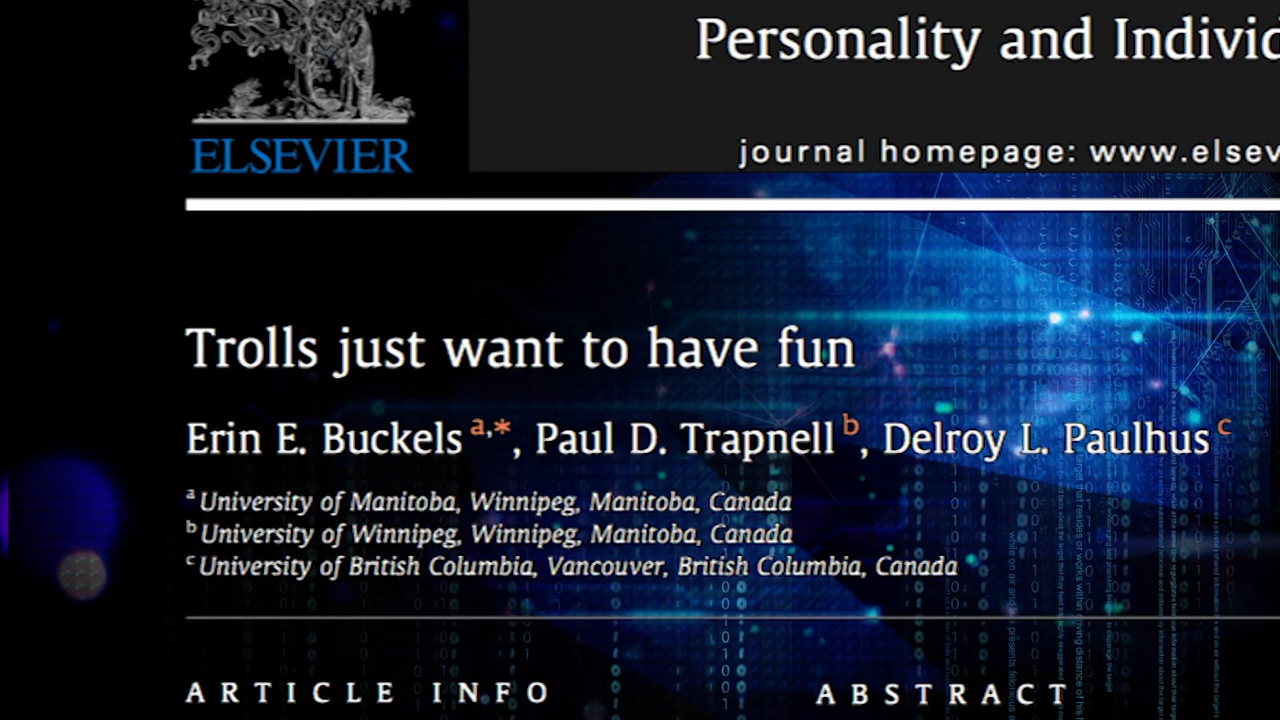 Personality and Individ
ELSEVIER
journal homepage: www.elsev
Trolls just want to have fun
Erin E. Buckels a,*, Paul D. Trapnell b, Delroy L. Paulhus c
a University of Manitoba, Winnipeg, Manitoba, Canada
b University of Winnipeg, Winnipeg, Manitoba, Canada
c University of British Columbia, Vancouver, British Columbia, Canada
ARTICLE INFO
ABSTRACT